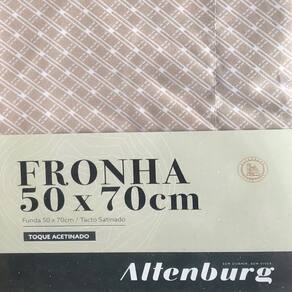 FRONHA
50 x 70cm
Funda 50 x 70cm / Tacto Satinado
TOQUE ACETINADO
Altenburg